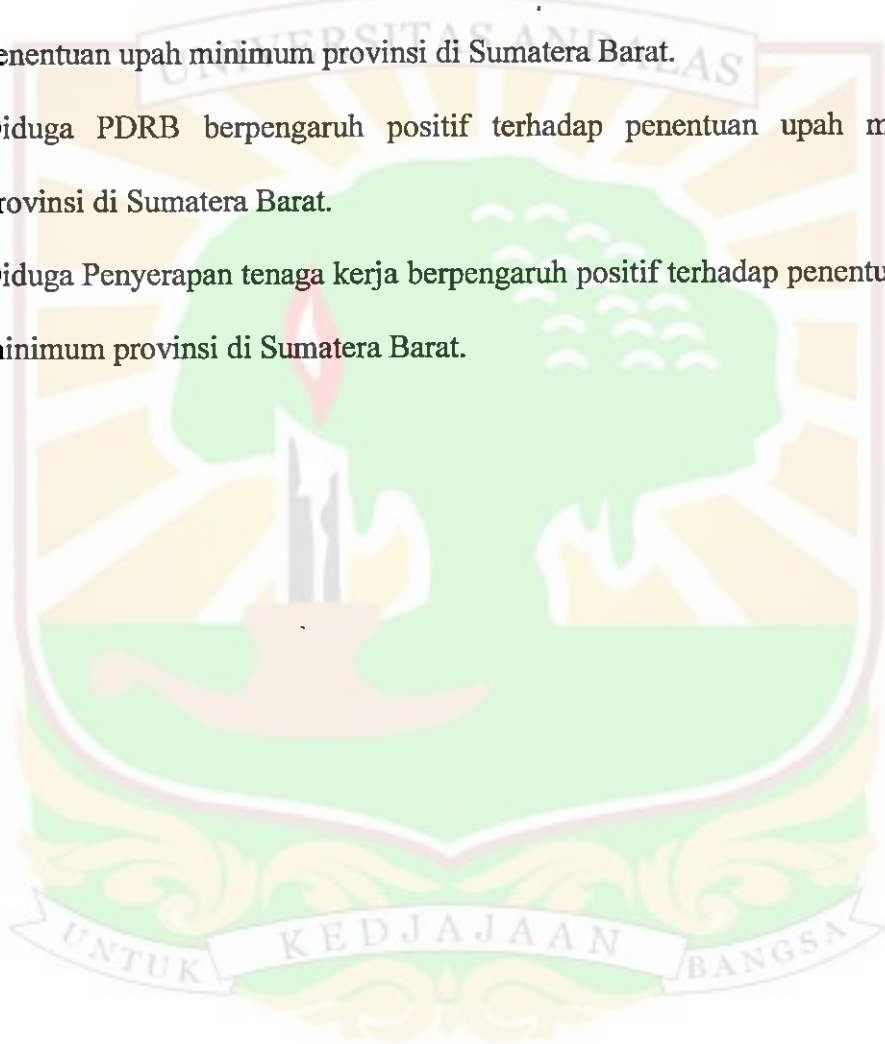 UNIVERSITAS ANDALAS
enentuan upah minimum provinsi di Sumatera Barat.
iduga PDRB berpengaruh positif terhadap penentuan upah m
rovinsi di Sumatera Barat.
iduga Penyerapan tenaga kerja berpengaruh positif terhadap penentu
inimum provinsi di Sumatera Barat.
UNTUK KEDJAJAAN BANGSA